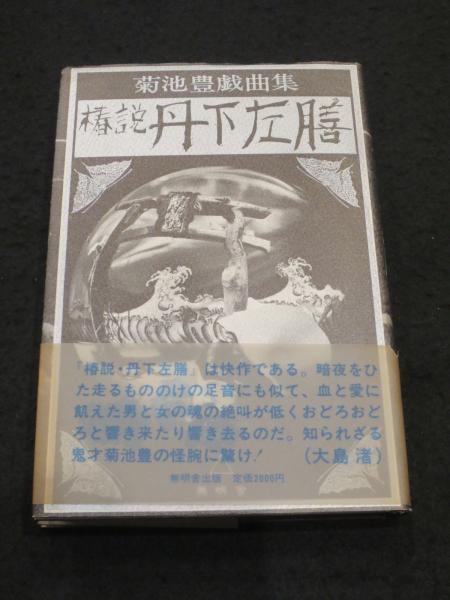 菊池豊戯曲集
椿説 丹下左膳
『椿説・丹下左膳』は快作である。暗夜をひ
た走るもののけの足音にも似て、血と愛に
飢えた男と女の魂の絶叫が低くおどろおど
ろと響き来たり響き去るのだ。知られざる
鬼才菊池豊の怪腕に驚け! (大島 渚)
無明舎出版 定価2000円